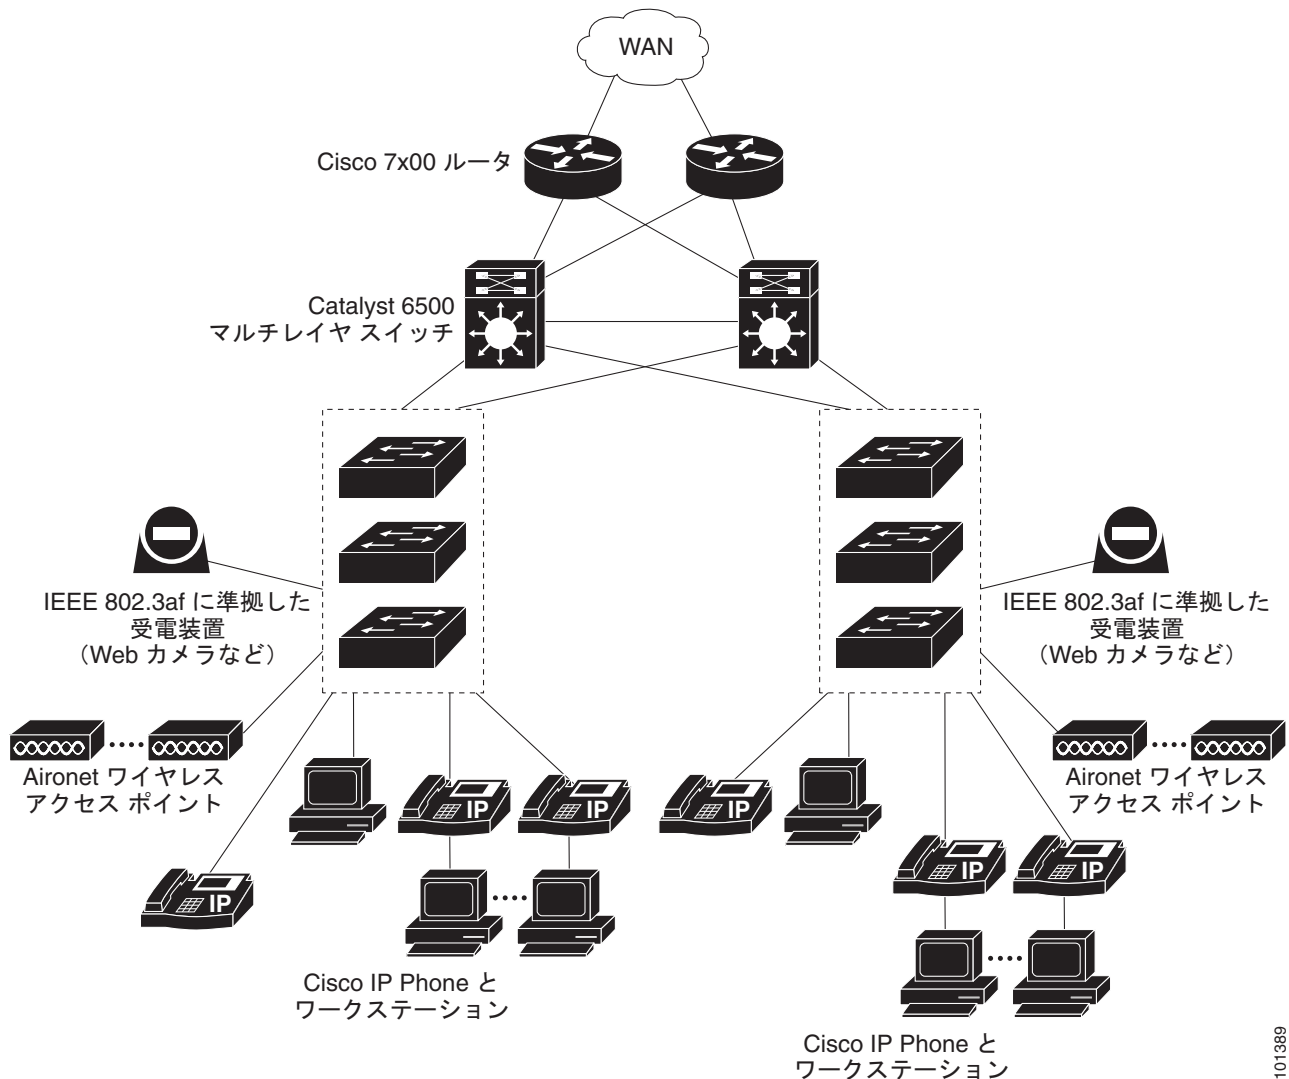 WAN
Cisco 7x00 ルータ
Catalyst 6500
マルチレイヤ スイッチ
IEEE 802.3af に準拠した
受電装置
（Web カメラなど）
IEEE 802.3af に準拠した
受電装置
（Web カメラなど）
Aironet ワイヤレス
アクセス ポイント
Aironet ワイヤレス
アクセス ポイント
IP
IP
IP
IP
IP
IP
Cisco IP Phone と
ワークステーション
Cisco IP Phone と
ワークステーション
101389